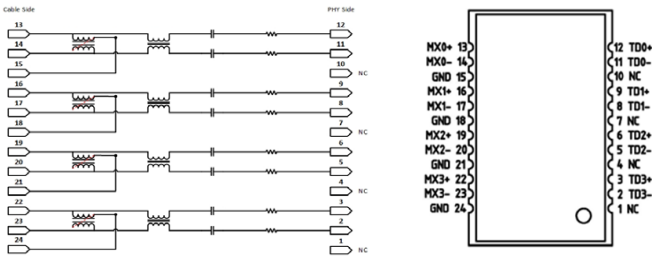 Cable Side PHY Side
13 12
14 11
15 10 NC
16 9
17 8
18 7 NC
19 6
20 5
21 4 NC
22 3
23 2
24 1 NC
MX0+ 13 12 TD0+
MX0- 14 11 TD0-
GND 15 10 NC
MX1+ 16 9 TD1+
MX1- 17 8 TD1-
GND 18 7 NC
MX2+ 19 6 TD2+
MX2- 20 5 TD2-
GND 21 4 NC
MX3+ 22 3 TD3+
MX3- 23 2 TD3-
GND 24 1 NC